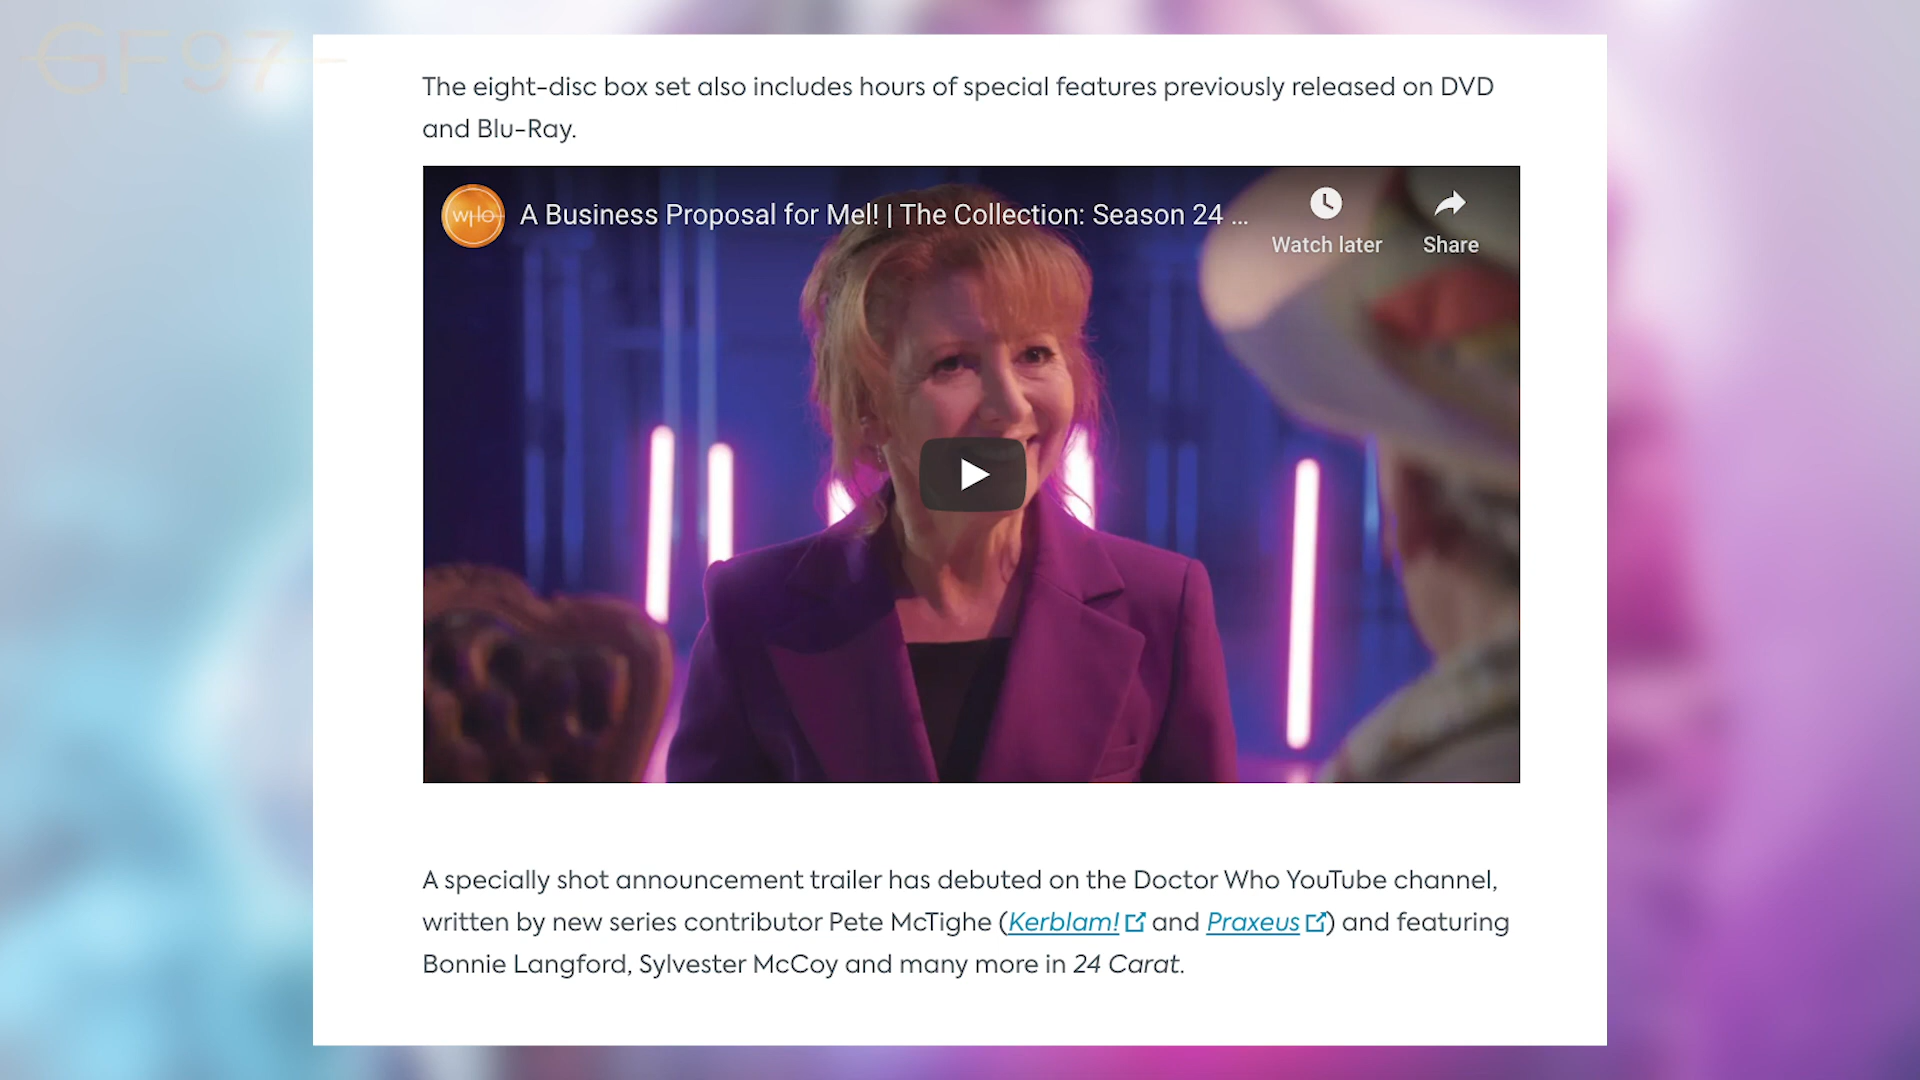 GF97
The eight-disc box set also includes hours of special features previously released on DVD
and Blu-Ray.
WHO
A Business Proposal for Mel! | The Collection: Season 24 ...
Watch later
Share
A specially shot announcement trailer has debuted on the Doctor Who YouTube channel,
written by new series contributor Pete McTighe (Kerblam! and Praxeus) and featuring
Bonnie Langford, Sylvester McCoy and many more in 24 Carat.